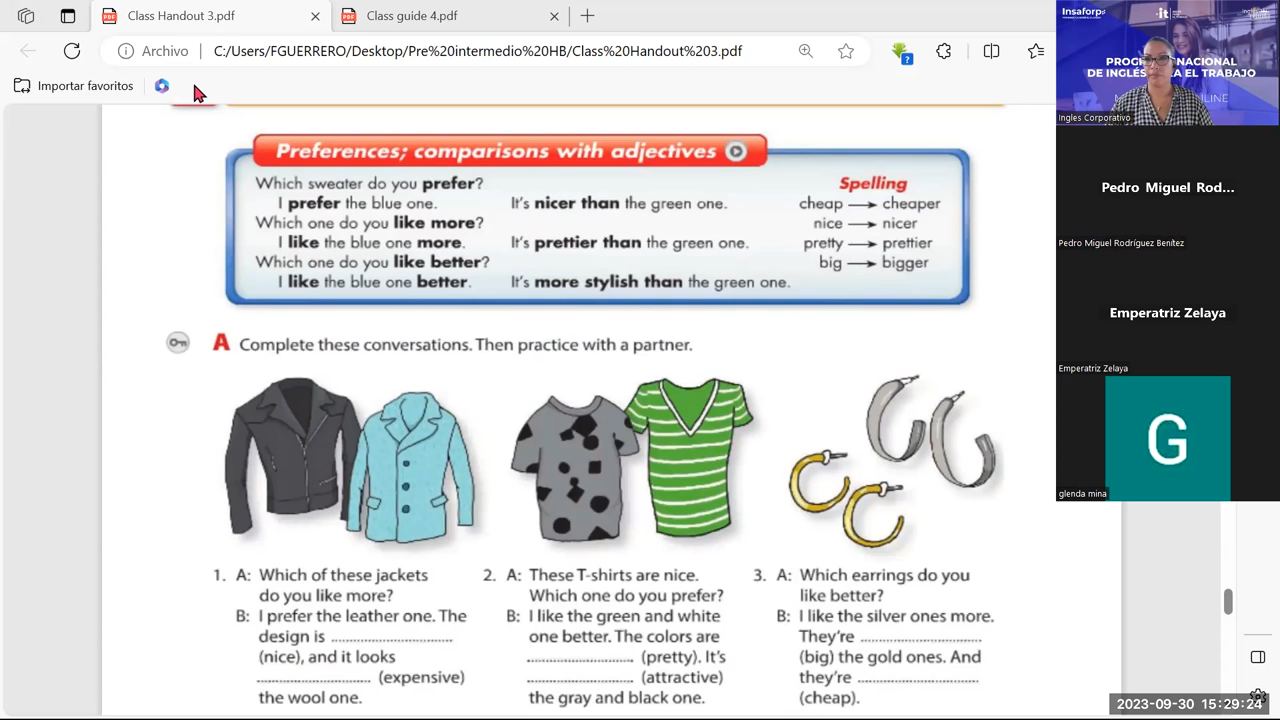 Class Handout 3.pdf
Class guide 4.pdf
Archivo
C:/Users/FGUERRERO/Desktop/Pre%20intermedio%20HB/Class%20Handout%203.pdf
Importar favoritos
Preferences; comparisons with adjectives
Which sweater do you prefer?
I prefer the blue one. It's nicer than the green one.
Which one do you like more?
I like the blue one more. It's prettier than the green one.
Which one do you like better?
I like the blue one better. It's more stylish than the green one.
Spelling
cheap → cheaper
nice → nicer
pretty → prettier
big → bigger
A Complete these conversations. Then practice with a partner.
1. A: Which of these jackets
do you like more?
B: I prefer the leather one. The
design is ........................
(nice), and it looks
........................ (expensive)
the wool one.
2. A: These T-shirts are nice.
Which one do you prefer?
B: I like the green and white
one better. The colors are
........................ (pretty). It's
........................ (attractive)
the gray and black one.
3. A: Which earrings do you
like better?
B: I like the silver ones more.
They're ........................
(big) the gold ones. And
they're ........................
(cheap).
Insaforp
it
NACIONAL
DE INGLÉS
A EL TRABAJO
Ingles Corporativo
Pedro Miguel Rod...
Pedro Miguel Rodríguez Benítez
Emperatriz Zelaya
Emperatriz Zelaya
G
glenda mina
2023-09-30 15:29:24